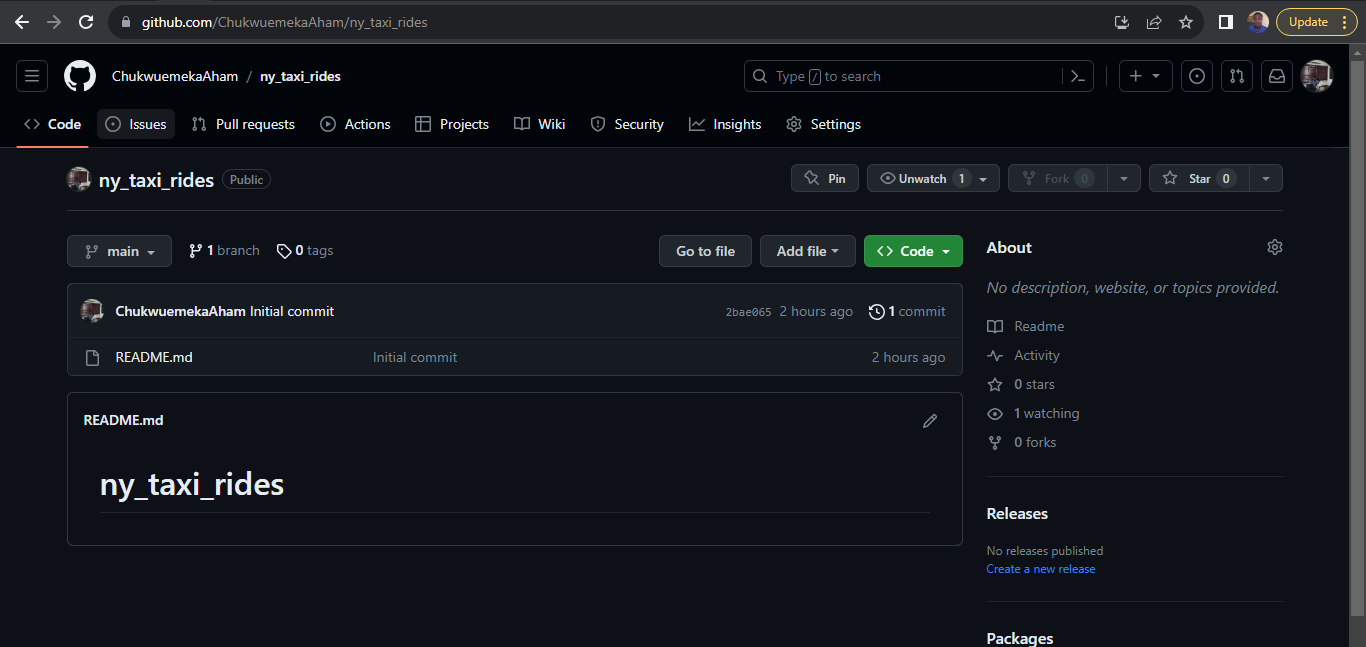 github.com/ChukwuemekaAham/ny_taxi_rides
Update
ChukwuemekaAham / ny_taxi_rides
Type / to search
Code Issues Pull requests Actions Projects Wiki Security Insights Settings
ny_taxi_rides Public
Pin Unwatch 1 Fork 0 Star 0
main 1 branch 0 tags Go to file Add file Code
About
No description, website, or topics provided.
ChukwuemekaAham Initial commit 2bae065 2 hours ago 1 commit
README.md Initial commit 2 hours ago
Readme
Activity
0 stars
1 watching
0 forks
README.md
ny_taxi_rides
Releases
No releases published
Create a new release
Packages